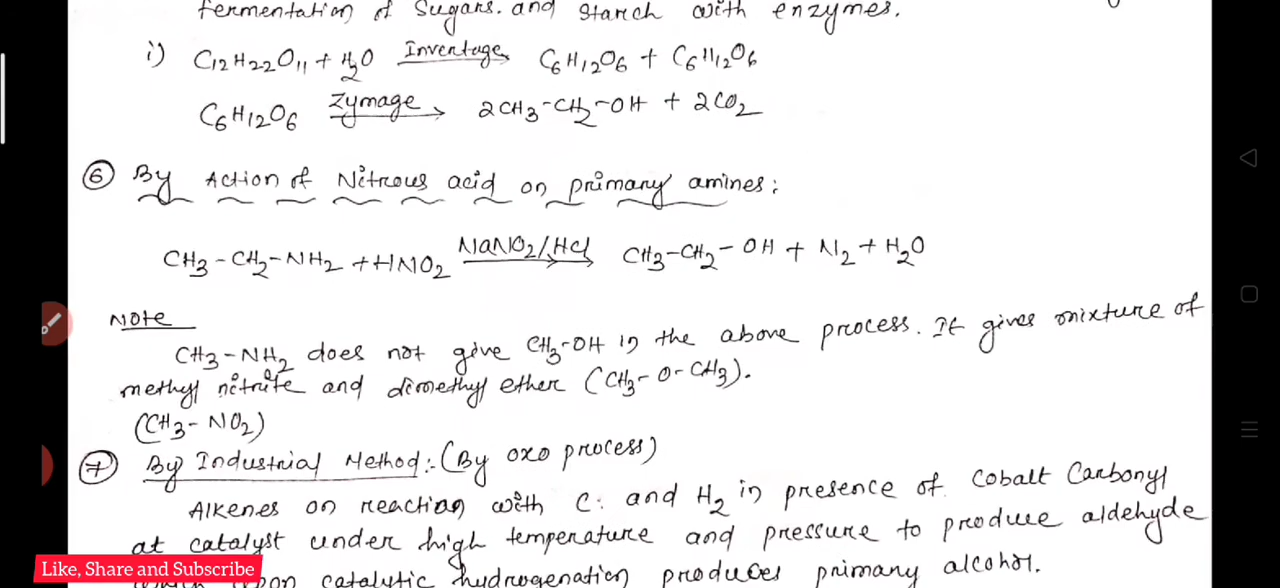 fermentation of Sugars. and Starch with enzymes.
i) C12H22O11 + H2O Inventage C6H12O6 + C6H12O6
C6H12O6 Zymage → 2CH3-CH2-OH + 2CO2
⑥ By Action of Nitrous acid on primary amines:
CH3-CH2-NH2 + HNO2 NaNO2/HCl → CH3-CH2-OH + N2 + H2O
Note
CH3-NH2 does not give CH3-OH in the above process. It gives mixture of
methyl nitrite and dimethyl ether (CH3-O-CH3).
(CH3-NO2)
⑦ By Industrial Method:- (By oxo process)
Alkenes on reaction with C: and H2 in presence of Cobalt Carbonyl
at catalyst under high temperature and pressure to produce aldehyde
catalytic hydrogenation produces primary alcohol.
Like, Share and Subscribe